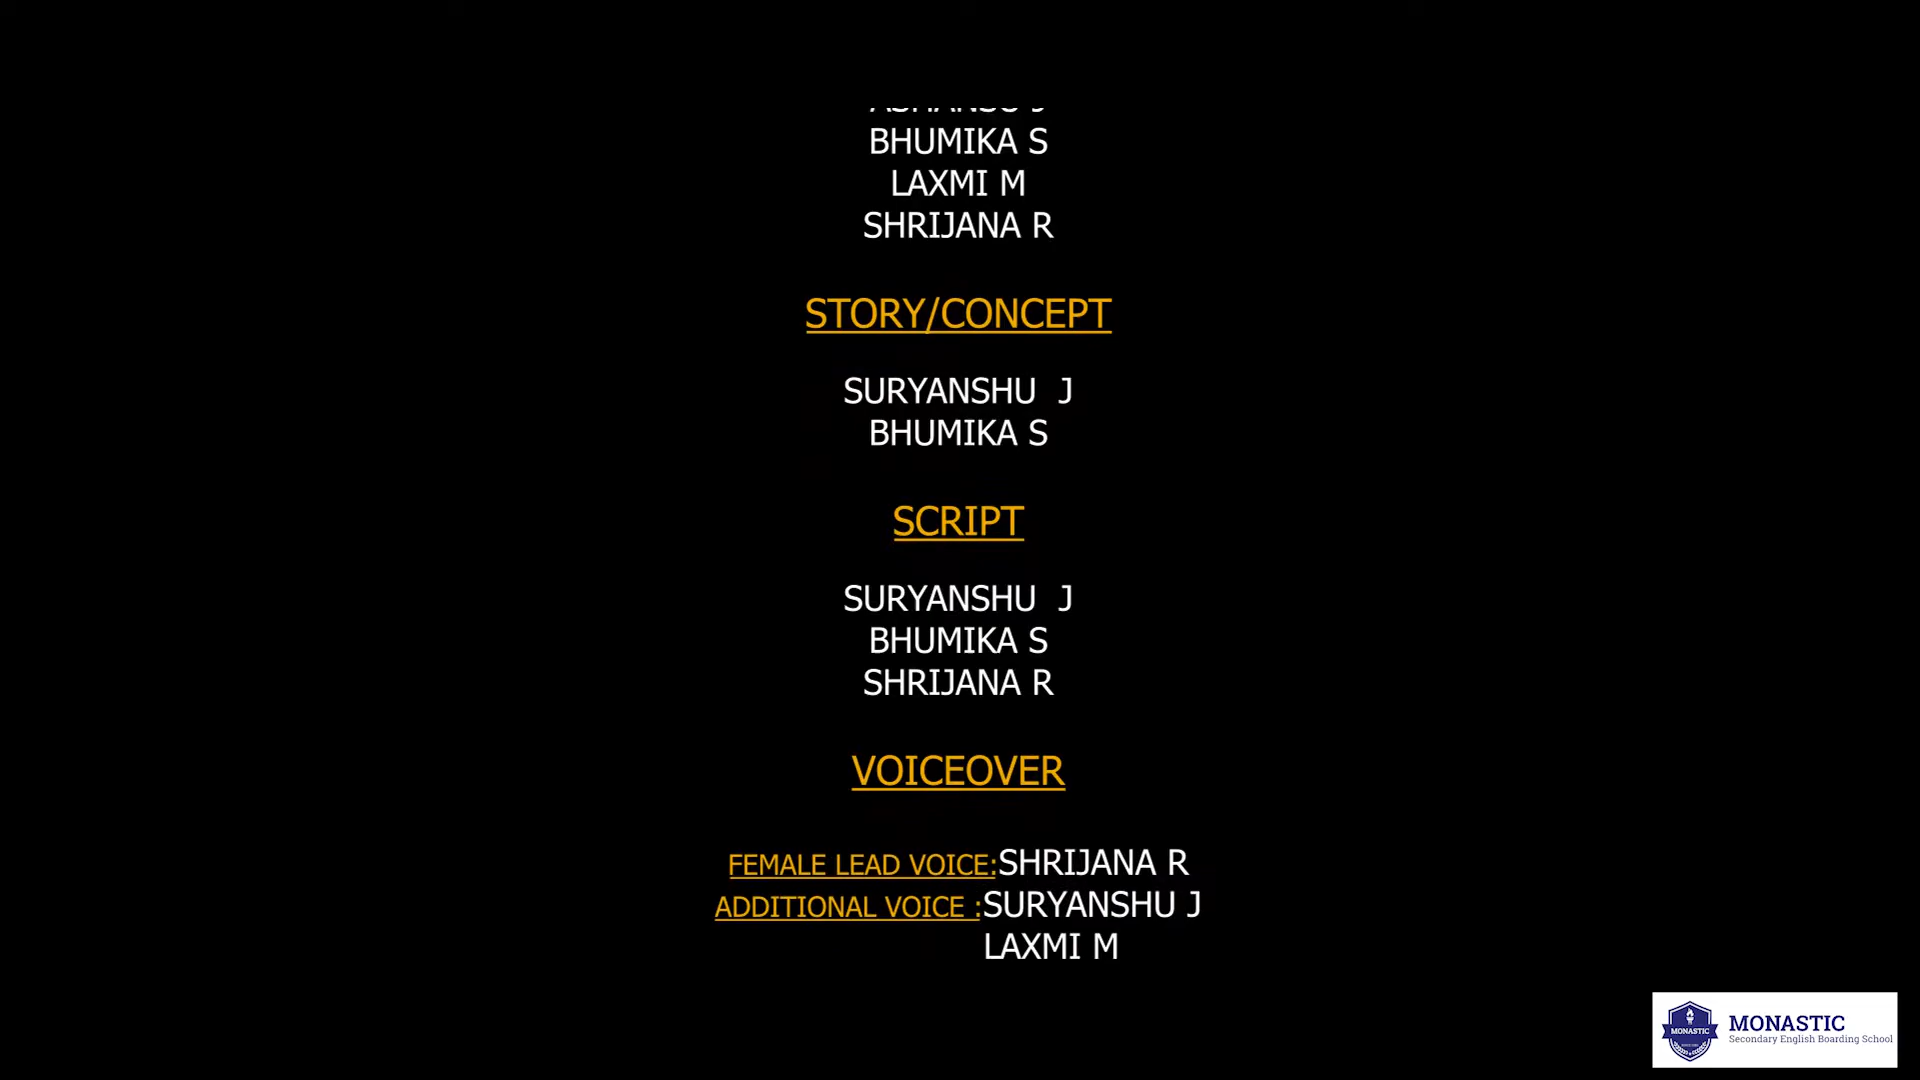 BHUMIKA S
LAXMI M
SHRIJANA R
STORY/CONCEPT
SURYANSHU J
BHUMIKA S
SCRIPT
SURYANSHU J
BHUMIKA S
SHRIJANA R
VOICEOVER
FEMALE LEAD VOICE:SHRIJANA R
ADDITIONAL VOICE :SURYANSHU J
LAXMI M
MONASTIC
MONASTIC
Secondary English Boarding School